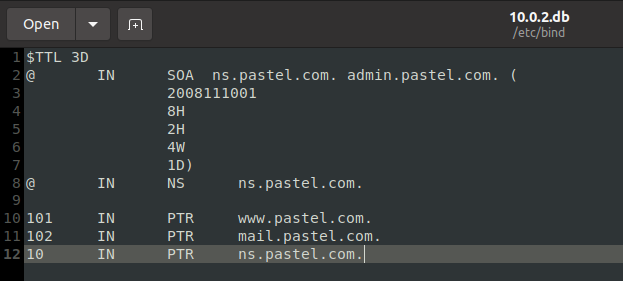 Open
10.0.2.db
/etc/bind
1 $TTL 3D
2 @ IN SOA ns.pastel.com. admin.pastel.com. (
3 2008111001
4 8H
5 2H
6 4W
7 1D)
8 @ IN NS ns.pastel.com.
9
10 101 IN PTR www.pastel.com.
11 102 IN PTR mail.pastel.com.
12 10 IN PTR ns.pastel.com.